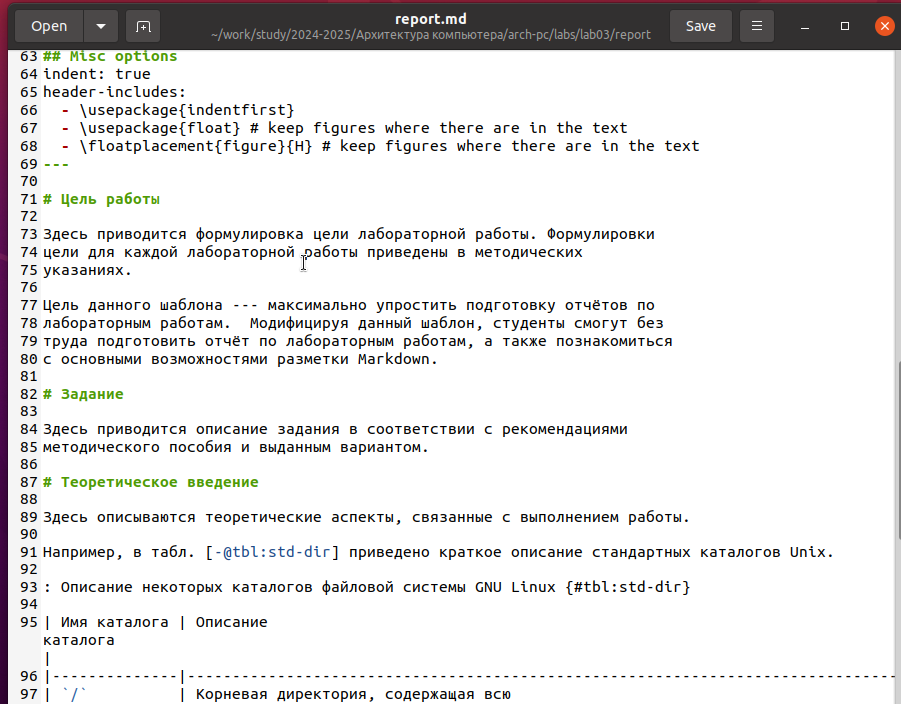 Open
report.md
~/work/study/2024-2025/Архитектура компьютера/arch-pc/labs/lab03/report
Save
63 ## Misc options
64 indent: true
65 header-includes:
66   - \usepackage{indentfirst}
67   - \usepackage{float} # keep figures where there are in the text
68   - \floatplacement{figure}{H} # keep figures where there are in the text
69 ---
70
71 # Цель работы
72
73 Здесь приводится формулировка цели лабораторной работы. Формулировки
74 цели для каждой лабораторной работы приведены в методических
75 указаниях.
76
77 Цель данного шаблона --- максимально упростить подготовку отчётов по
78 лабораторным работам.  Модифицируя данный шаблон, студенты смогут без
79 труда подготовить отчёт по лабораторным работам, а также познакомиться
80 с основными возможностями разметки Markdown.
81
82 # Задание
83
84 Здесь приводится описание задания в соответствии с рекомендациями
85 методического пособия и выданным вариантом.
86
87 # Теоретическое введение
88
89 Здесь описываются теоретические аспекты, связанные с выполнением работы.
90
91 Например, в табл. [-@tbl:std-dir] приведено краткое описание стандартных каталогов Unix.
92
93 : Описание некоторых каталогов файловой системы GNU Linux {#tbl:std-dir}
94
95 | Имя каталога | Описание
каталога
|
96 |--------------|-------------------------------------------------------------------------------
97 | `/`          | Корневая директория, содержащая всю